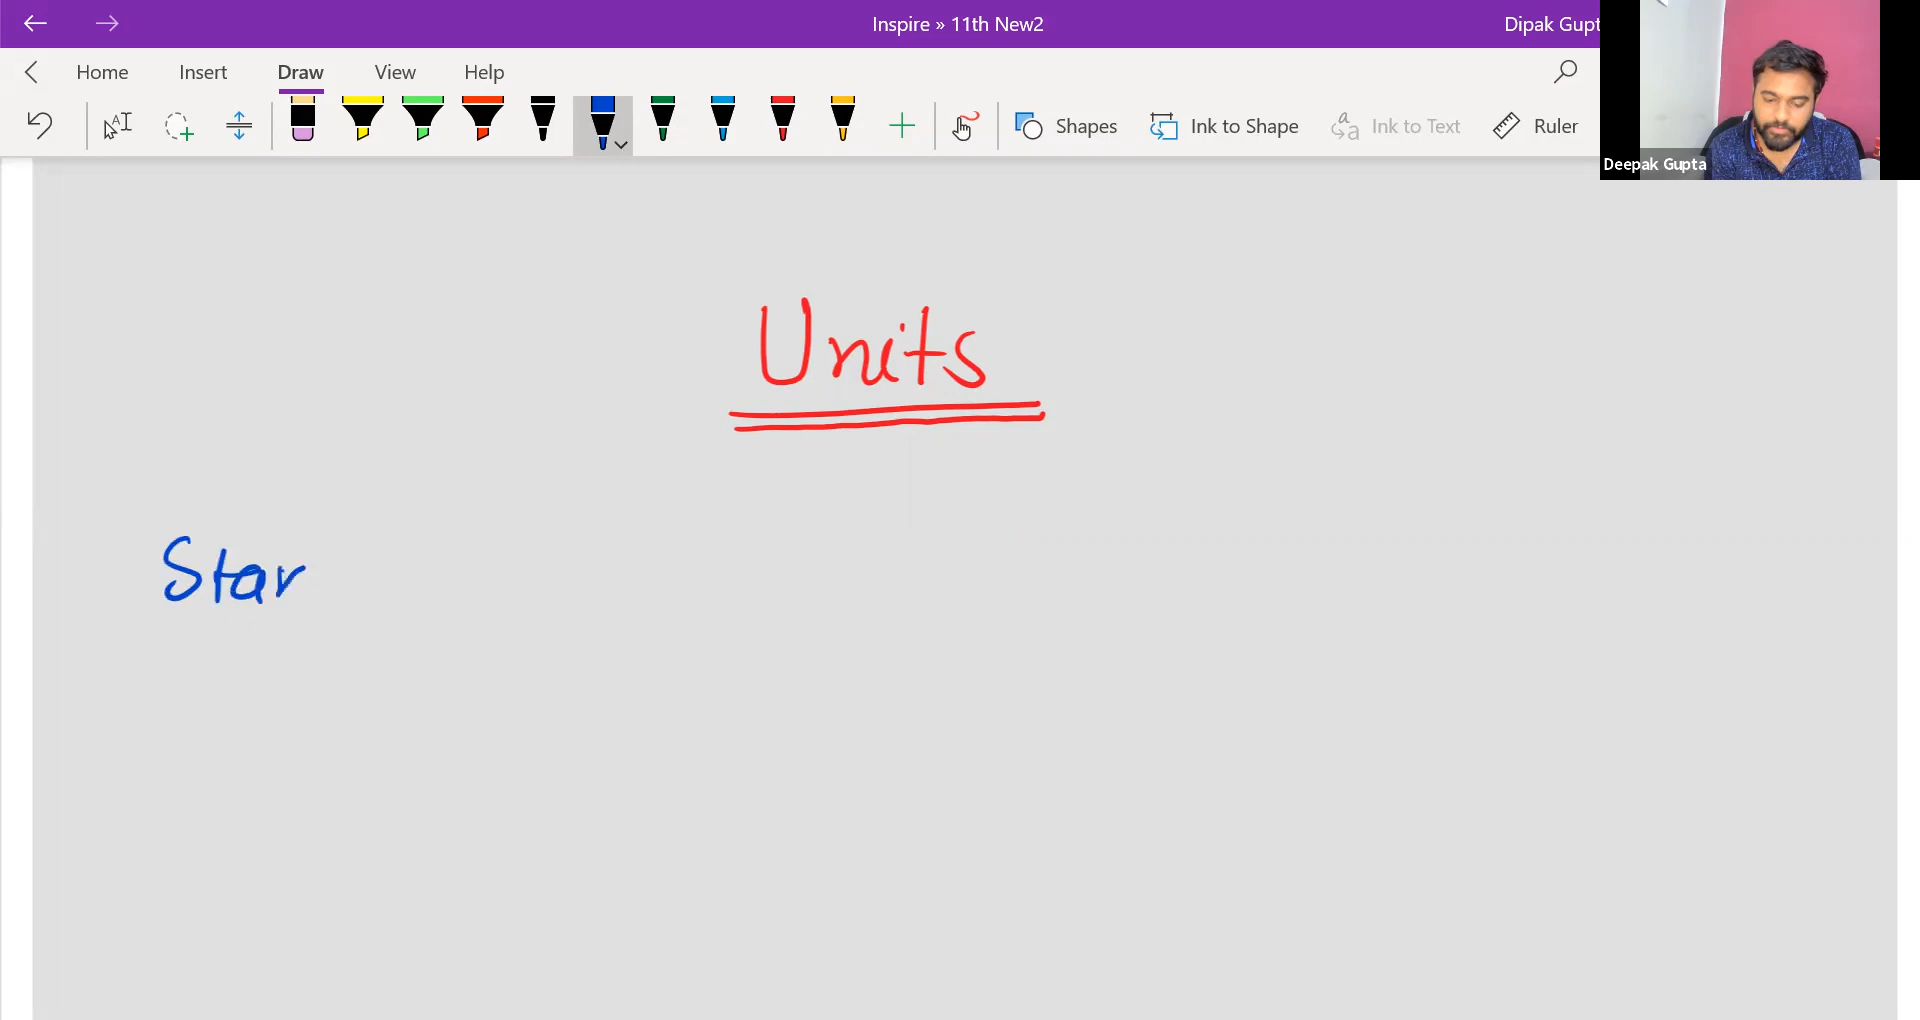 Inspire » 11th New2
Dipak Gupt
Home Insert Draw View Help
Shapes Ink to Shape Ink to Text Ruler
Deepak Gupta
Units
Star